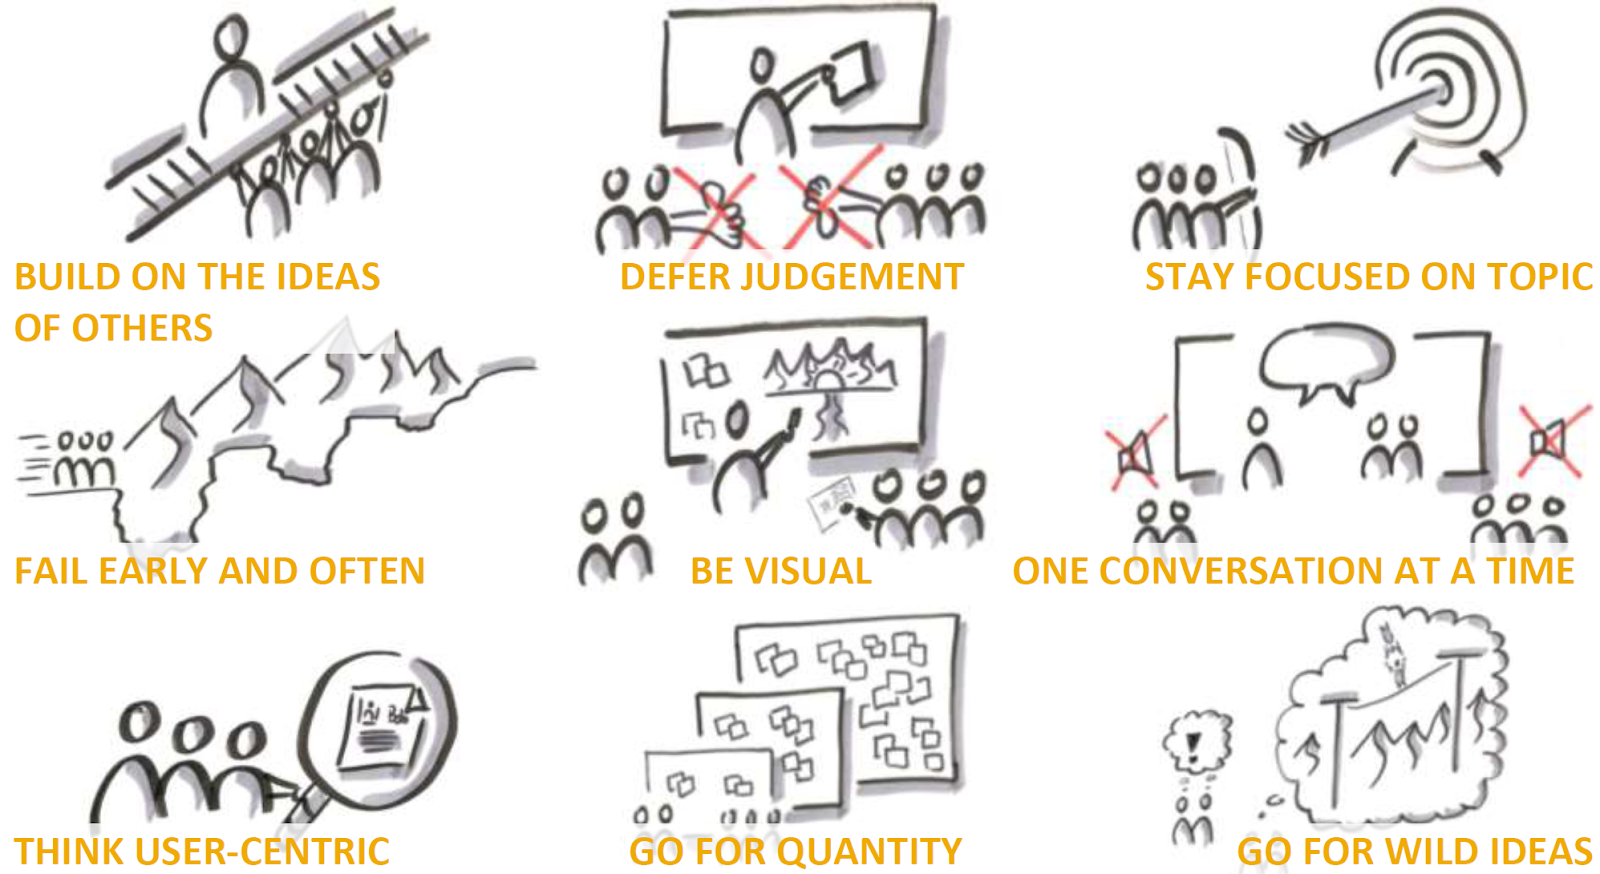 BUILD ON THE IDEAS
OF OTHERS
DEFER JUDGEMENT
STAY FOCUSED ON TOPIC
FAIL EARLY AND OFTEN
BE VISUAL
ONE CONVERSATION AT A TIME
THINK USER-CENTRIC
GO FOR QUANTITY
GO FOR WILD IDEAS